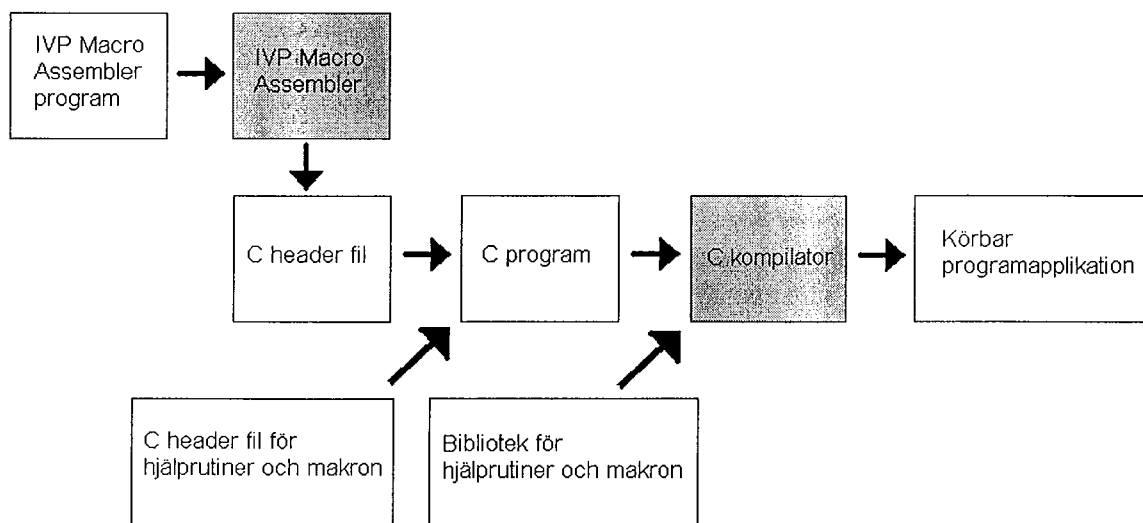 IVP Macro
Assembler
program
IVP Macro
Assembler
C header fil
C program
C kompilator
Körbar
programapplikation
C header fil för
hjälprutiner och makron
Bibliotek för
hjälprutiner och makron